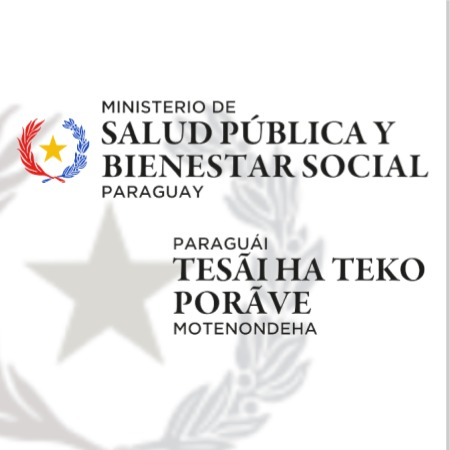 MINISTERIO DE
SALUD PÚBLICA Y
BIENESTAR SOCIAL
PARAGUAY
PARAGUÁI
TESÃI HA TEKO
PORÃVE
MOTENONDEHA